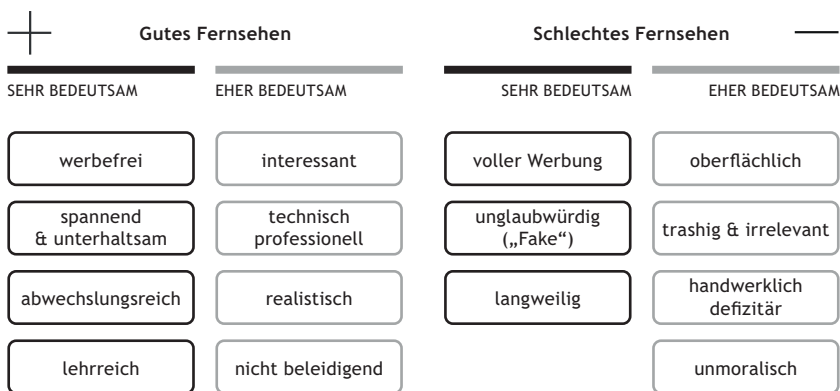 Gutes Fernsehen
Schlechtes Fernsehen
SEHR BEDEUTSAM
EHER BEDEUTSAM
SEHR BEDEUTSAM
EHER BEDEUTSAM
werbefrei
interessant
voller Werbung
oberflächlich
spannend
& unterhaltsam
technisch
professionell
unglaubwürdig
(„Fake“)
trashig & irrelevant
abwechslungsreich
realistisch
langweilig
handwerklich
defizitär
lehrreich
nicht beleidigend
unmoralisch